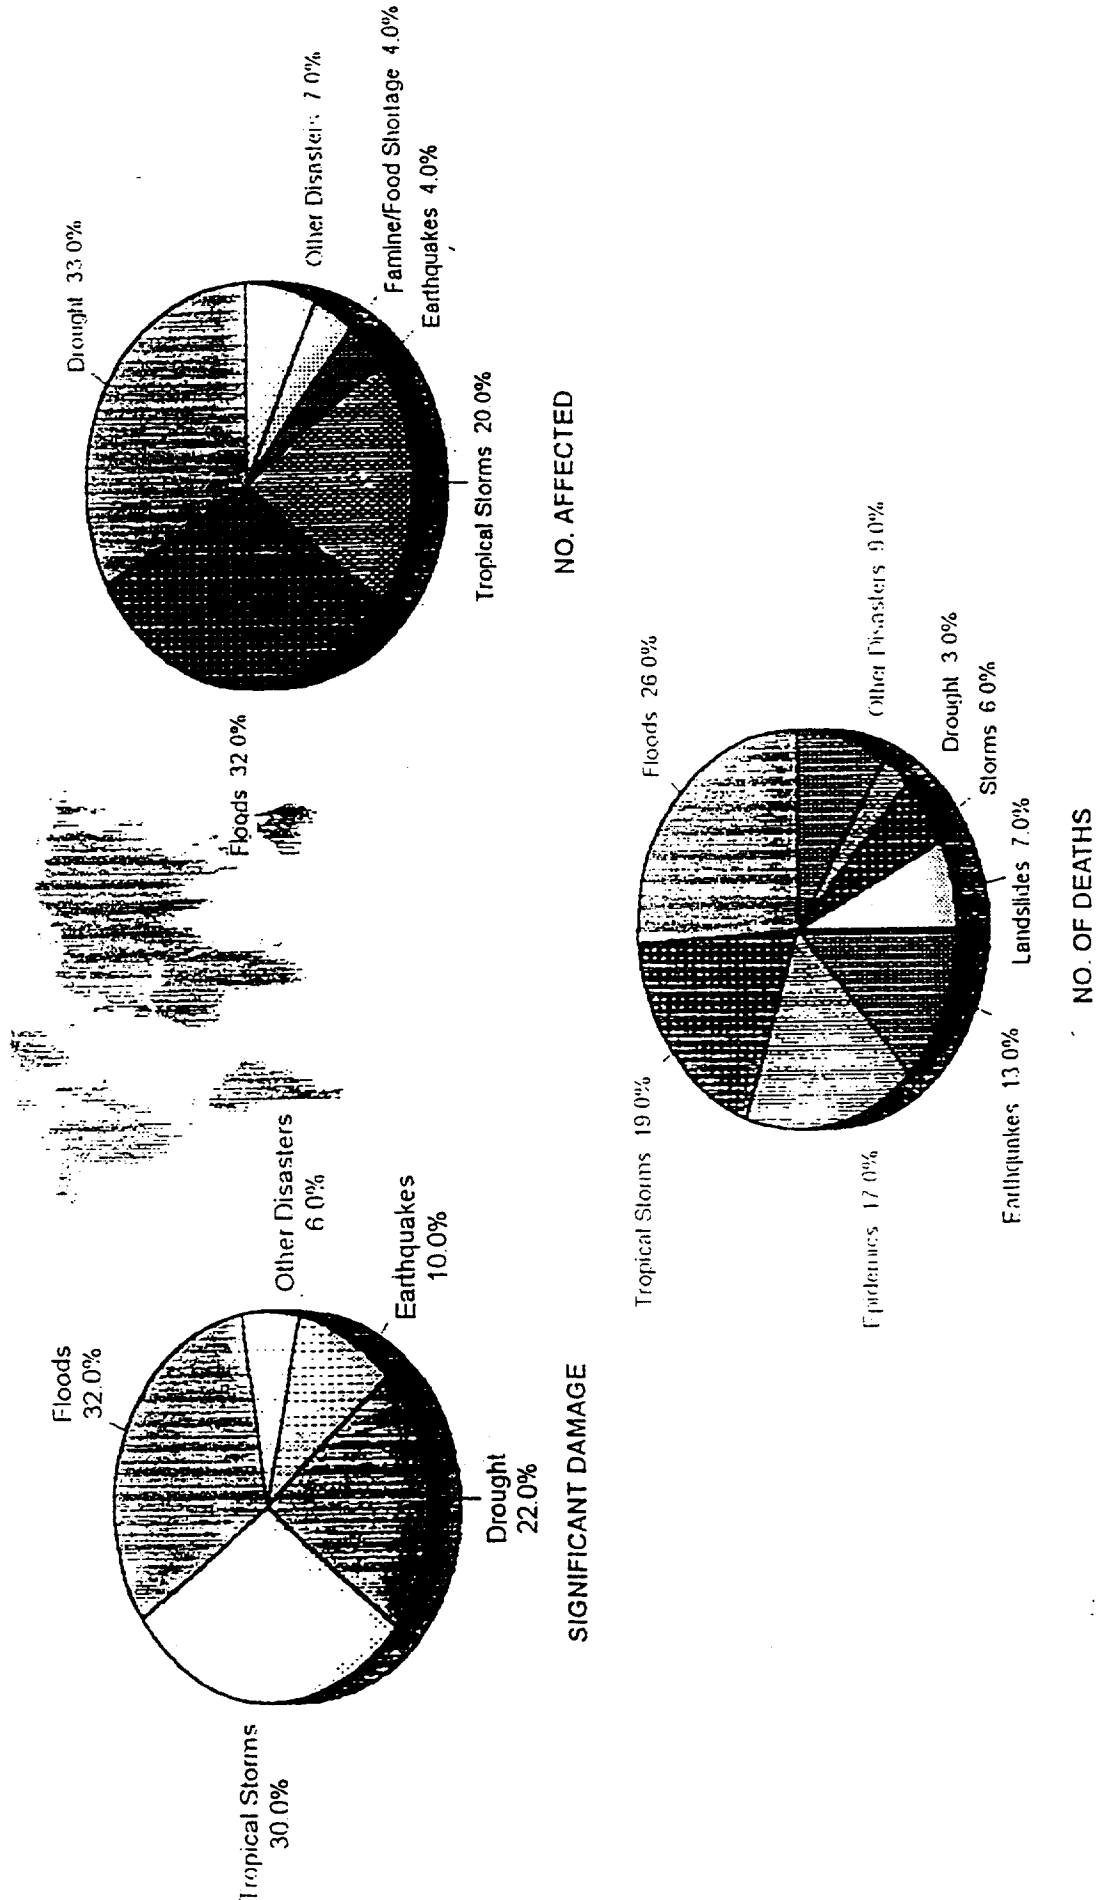 Floods
32.0%
Other Disasters
6.0%
Earthquakes
10.0%
Drought
22.0%
Tropical Storms
30.0%
SIGNIFICANT DAMAGE
Drought 33.0%
Other Disasters 7.0%
Famine/Food Shortage 4.0%
Earthquakes 4.0%
Tropical Storms 20.0%
Floods 32.0%
NO. AFFECTED
Floods 26.0%
Other Disasters 9.0%
Drought 3.0%
Storms 6.0%
Landslides 7.0%
Earthquakes 13.0%
Epidemics 17.0%
Tropical Storms 19.0%
NO. OF DEATHS